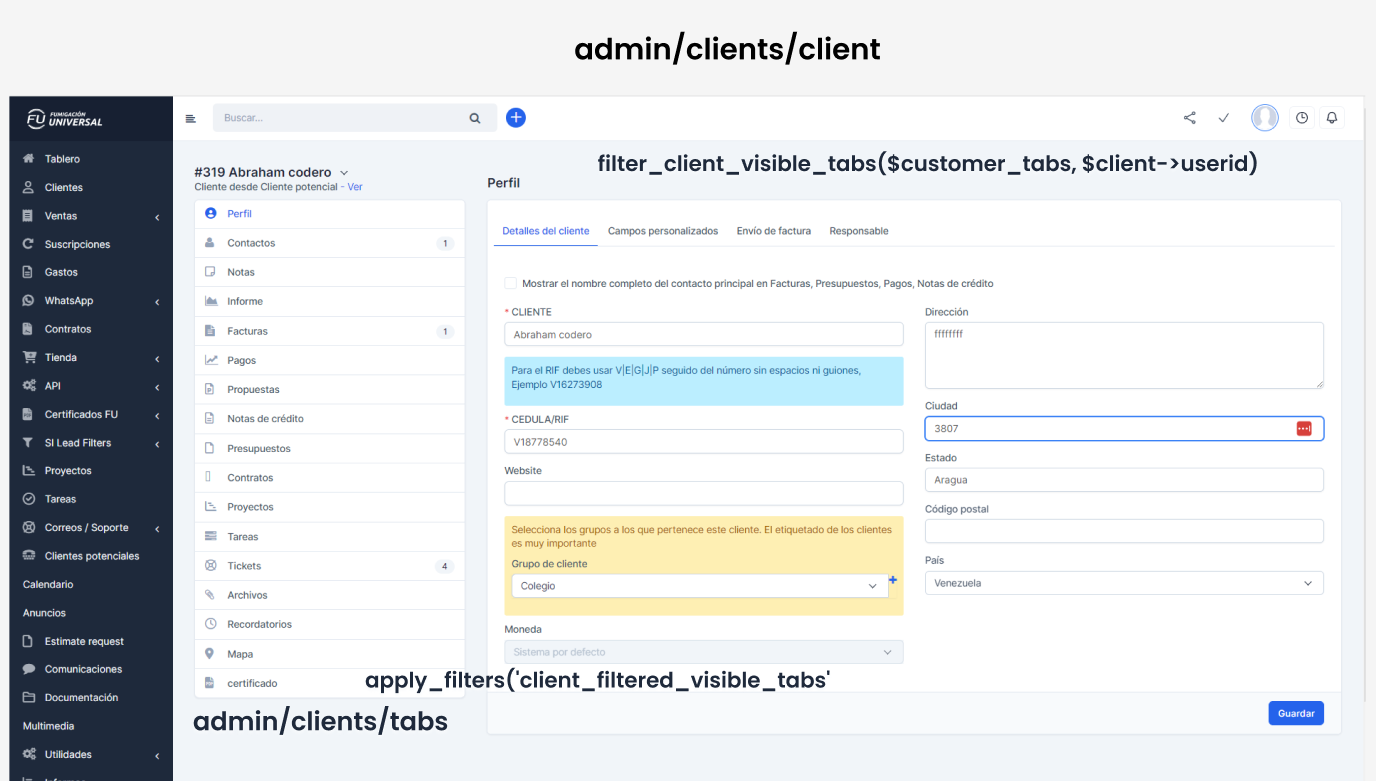 admin/clients/client
FU FUMIGACIÓN
UNIVERSAL
Buscar...
Tablero
Clientes
Ventas
Suscripciones
Gastos
WhatsApp
Contratos
Tienda
API
Certificados FU
SI Lead Filters
Proyectos
Tareas
Correos / Soporte
Clientes potenciales
Calendario
Anuncios
Estimate request
Comunicaciones
Documentación
Multimedia
Utilidades
#319 Abraham codero
Cliente desde Cliente potencial - Ver
Perfil
Contactos 1
Notas
Informe
Facturas 1
Pagos
Propuestas
Notas de crédito
Presupuestos
Contratos
Proyectos
Tareas
Tickets 4
Archivos
Recordatorios
Mapa
certificado
admin/clients/tabs
filter_client_visible_tabs($customer_tabs, $client->userid)
Perfil
Detalles del cliente Campos personalizados Envío de factura Responsable
Mostrar el nombre completo del contacto principal en Facturas, Presupuestos, Pagos, Notas de crédito
* CLIENTE
Abraham codero
Para el RIF debes usar V|E|G|J|P seguido del número sin espacios ni guiones,
Ejemplo V16273908
* CEDULA/RIF
V18778540
Website
Selecciona los grupos a los que pertenece este cliente. El etiquetado de los clientes
es muy importante
Grupo de cliente
Colegio
Moneda
Sistema por defecto
apply_filters('client_filtered_visible_tabs'
Dirección
ffffffff
Ciudad
3807
Estado
Aragua
Código postal
País
Venezuela
Guardar